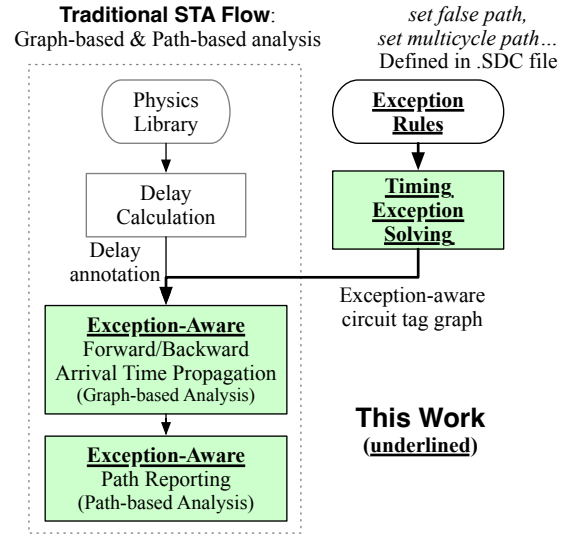 Traditional STA Flow:
Graph-based & Path-based analysis
set false path,
set multicycle path…
Defined in .SDC file
Physics
Library
Exception
Rules
Delay
Calculation
Timing
Exception
Solving
Delay
annotation
Exception-aware
circuit tag graph
Exception-Aware
Forward/Backward
Arrival Time Propagation
(Graph-based Analysis)
Exception-Aware
Path Reporting
(Path-based Analysis)
This Work
(underlined)